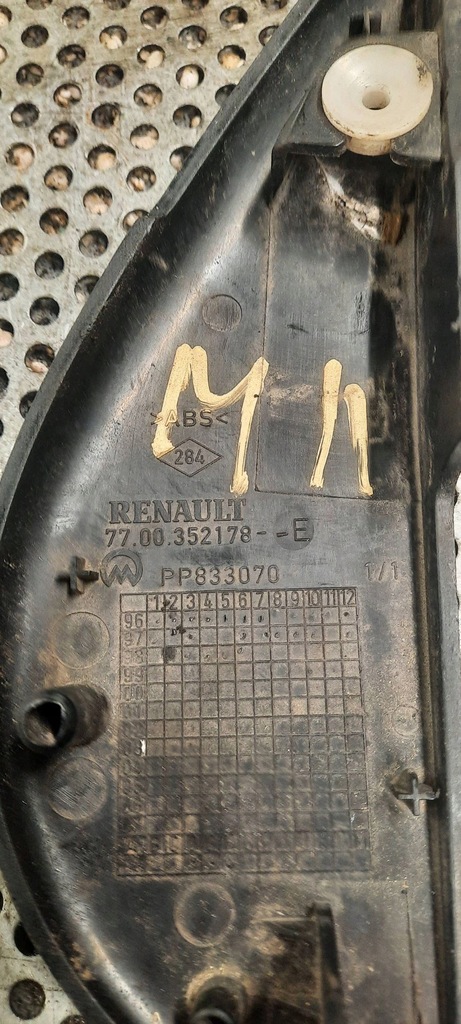 M 11
>ABS<
284
RENAULT
77.00.352178--E
PP833070 1/1
1 2 3 4 5 6 7 8 9 10 11 12
96
97